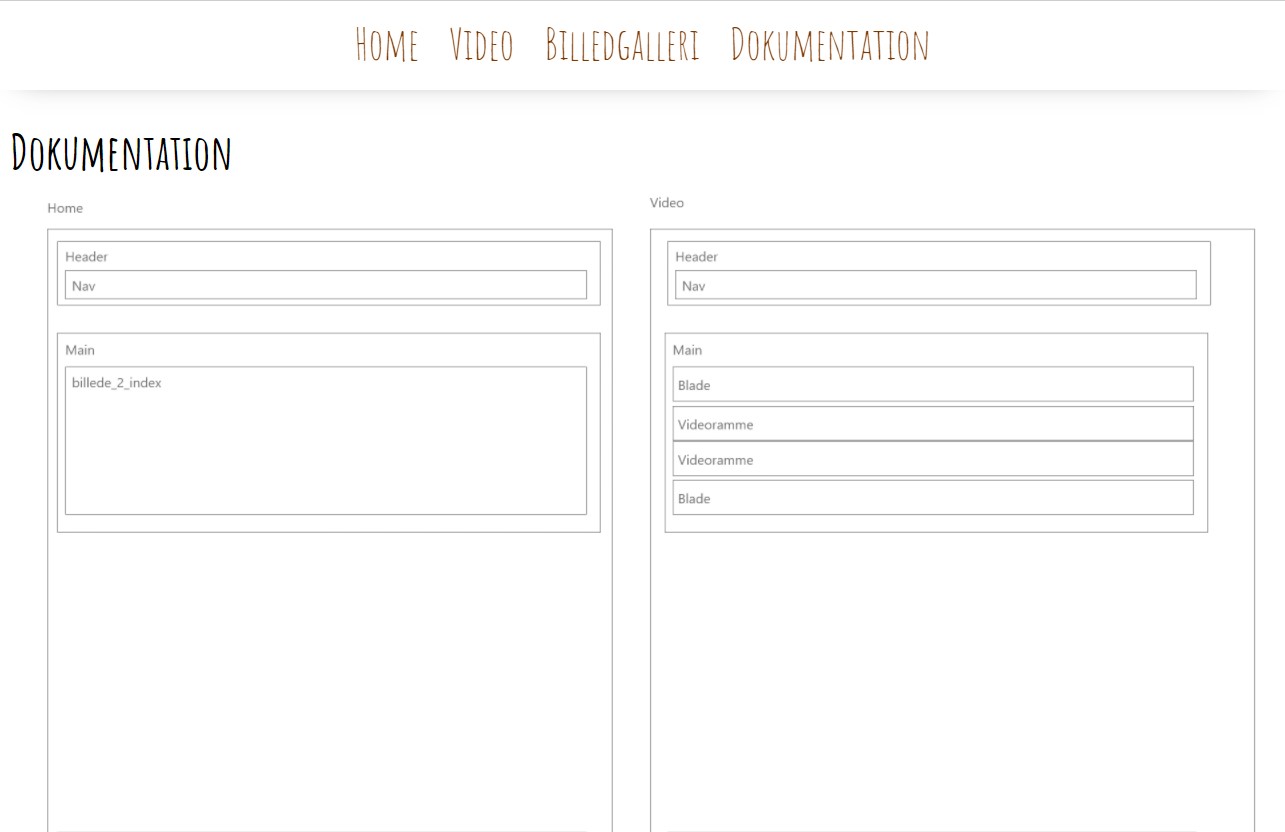 Home Video Billedgalleri Dokumentation
Dokumentation
Home
Header
Nav
Main
billede_2_index
Video
Header
Nav
Main
Blade
Videoramme
Videoramme
Blade